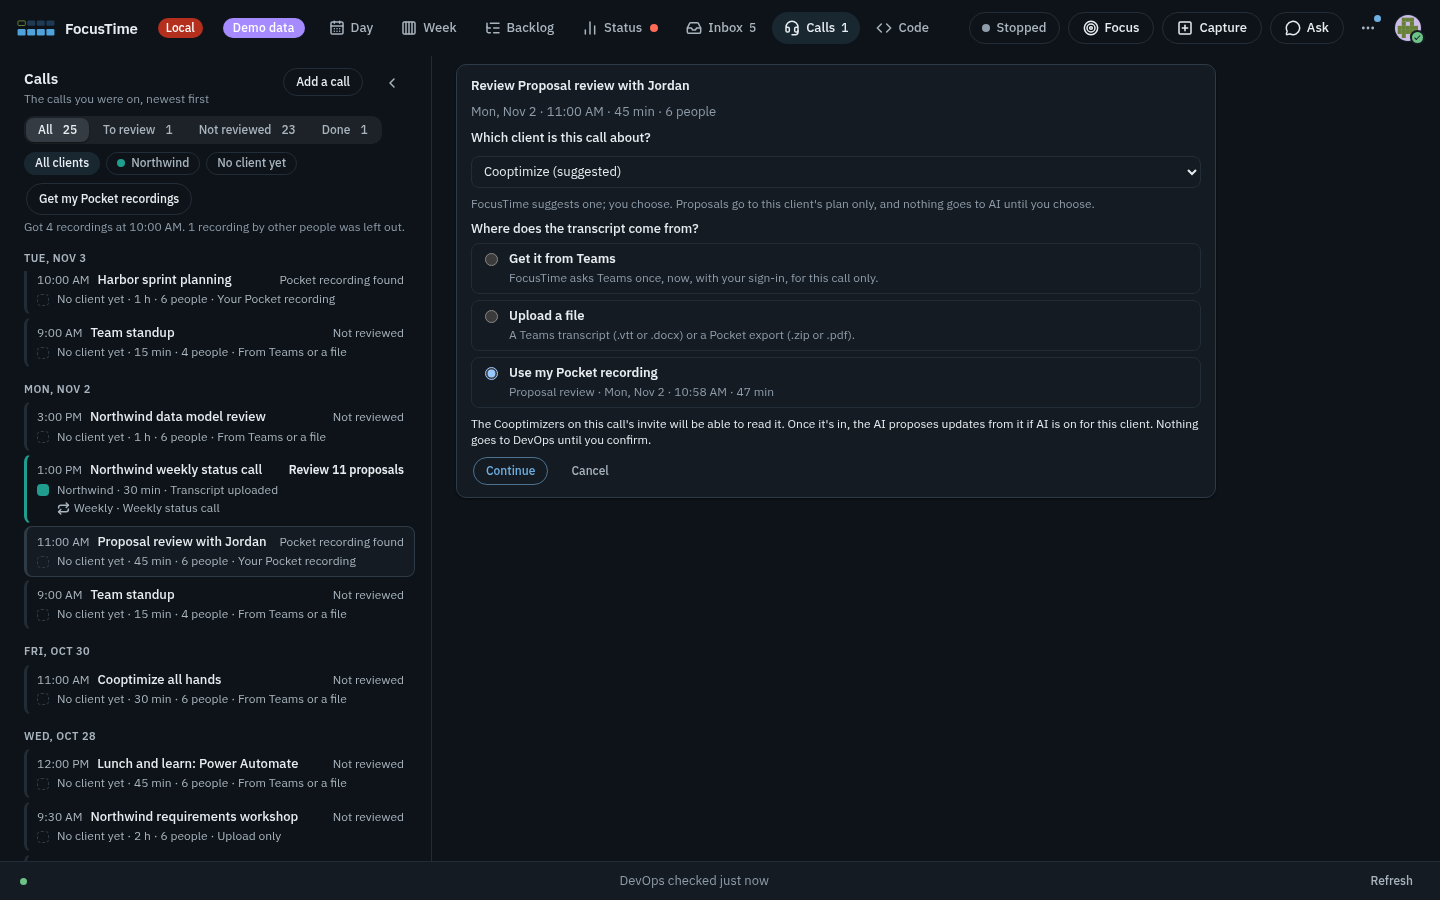 FocusTime
Local
Demo data
Day
Week
Backlog
Status
Inbox 5
Calls 1
Code
Stopped
Focus
Capture
Ask
Calls
The calls you were on, newest first
Add a call
All 25
To review 1
Not reviewed 23
Done 1
All clients
Northwind
No client yet
Get my Pocket recordings
Got 4 recordings at 10:00 AM. 1 recording by other people was left out.
TUE, NOV 3
10:00 AM Harbor sprint planning Pocket recording found
No client yet · 1 h · 6 people · Your Pocket recording
9:00 AM Team standup Not reviewed
No client yet · 15 min · 4 people · From Teams or a file
MON, NOV 2
3:00 PM Northwind data model review Not reviewed
No client yet · 1 h · 6 people · From Teams or a file
1:00 PM Northwind weekly status call Review 11 proposals
Northwind · 30 min · Transcript uploaded
Weekly · Weekly status call
11:00 AM Proposal review with Jordan Pocket recording found
No client yet · 45 min · 6 people · Your Pocket recording
9:00 AM Team standup Not reviewed
No client yet · 15 min · 4 people · From Teams or a file
FRI, OCT 30
11:00 AM Cooptimize all hands Not reviewed
No client yet · 30 min · 6 people · From Teams or a file
WED, OCT 28
12:00 PM Lunch and learn: Power Automate Not reviewed
No client yet · 45 min · 6 people · From Teams or a file
9:30 AM Northwind requirements workshop Not reviewed
No client yet · 2 h · 6 people · Upload only
Review Proposal review with Jordan
Mon, Nov 2 · 11:00 AM · 45 min · 6 people
Which client is this call about?
Cooptimize (suggested)
FocusTime suggests one; you choose. Proposals go to this client's plan only, and nothing goes to AI until you choose.
Where does the transcript come from?
Get it from Teams
FocusTime asks Teams once, now, with your sign-in, for this call only.
Upload a file
A Teams transcript (.vtt or .docx) or a Pocket export (.zip or .pdf).
Use my Pocket recording
Proposal review · Mon, Nov 2 · 10:58 AM · 47 min
The Cooptimizers on this call's invite will be able to read it. Once it's in, the AI proposes updates from it if AI is on for this client. Nothing
goes to DevOps until you confirm.
Continue
Cancel
DevOps checked just now
Refresh